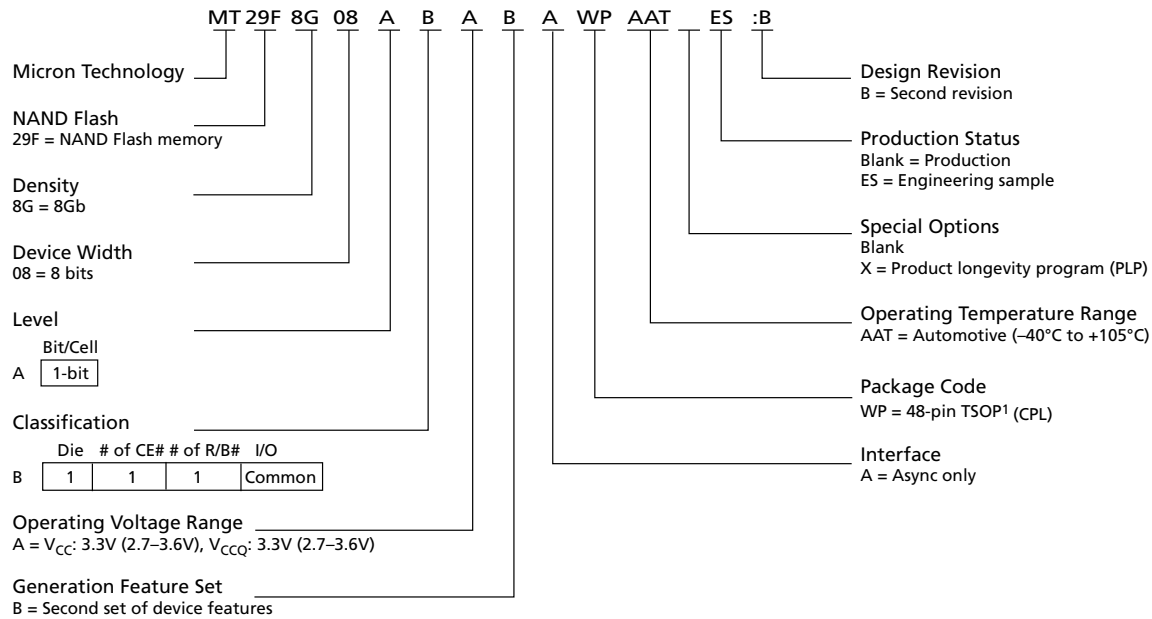 MT 29F 8G 08 A B A B A WP AAT ES :B
Micron Technology
NAND Flash
29F = NAND Flash memory
Density
8G = 8Gb
Device Width
08 = 8 bits
Level
Bit/Cell
A 1-bit
Classification
Die # of CE# # of R/B# I/O
B 1 1 1 Common
Operating Voltage Range
A = VCC: 3.3V (2.7–3.6V), VCCQ: 3.3V (2.7–3.6V)
Generation Feature Set
B = Second set of device features
Design Revision
B = Second revision
Production Status
Blank = Production
ES = Engineering sample
Special Options
Blank
X = Product longevity program (PLP)
Operating Temperature Range
AAT = Automotive (–40°C to +105°C)
Package Code
WP = 48-pin TSOP1 (CPL)
Interface
A = Async only